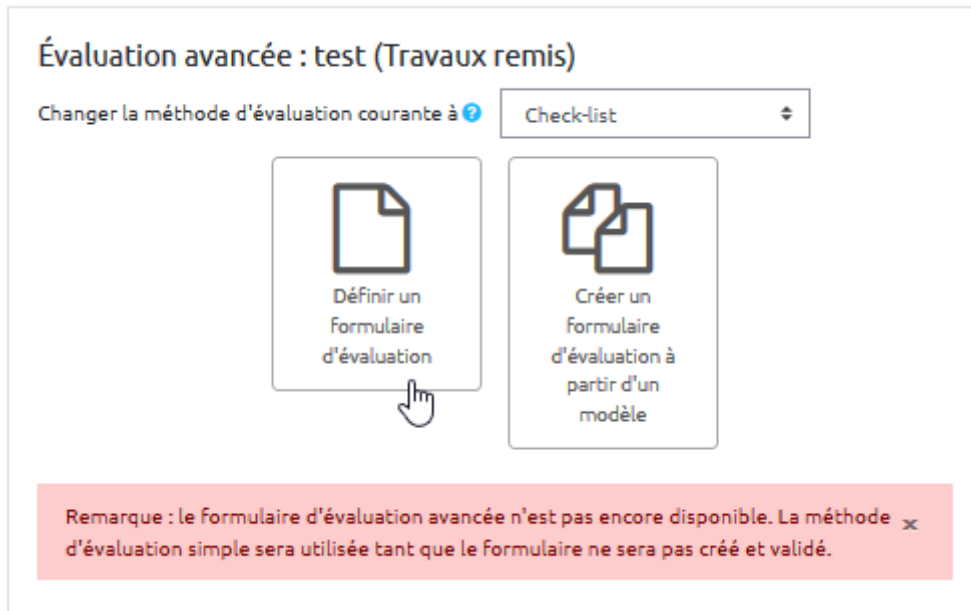 Évaluation avancée : test (Travaux remis)
Changer la méthode d'évaluation courante à ? Check-list
Définir un
formulaire
d'évaluation
Créer un
formulaire
d'évaluation à
partir d'un
modèle
Remarque : le formulaire d'évaluation avancée n'est pas encore disponible. La méthode x
d'évaluation simple sera utilisée tant que le formulaire ne sera pas créé et validé.